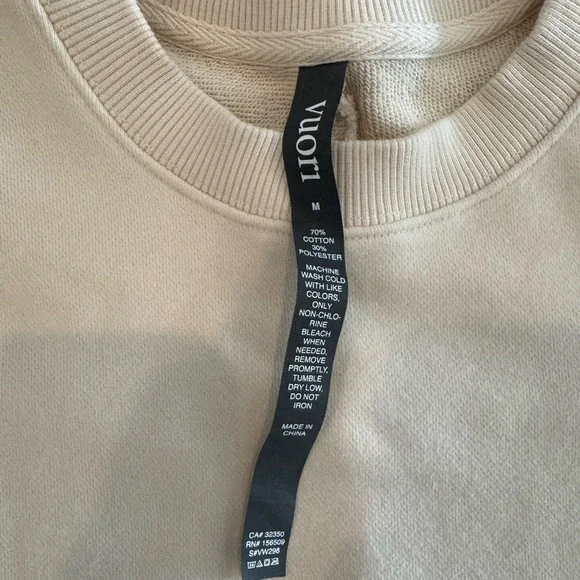 vuori
M
70%
COTTON
30%
POLYESTER
MACHINE
WASH COLD
WITH LIKE
COLORS,
ONLY
NON-CHLO-
RINE
BLEACH
WHEN
NEEDED,
REMOVE
PROMPTLY,
TUMBLE
DRY LOW,
DO NOT
IRON
MADE IN
CHINA
CA# 32350
RN# 156509
S#VW298